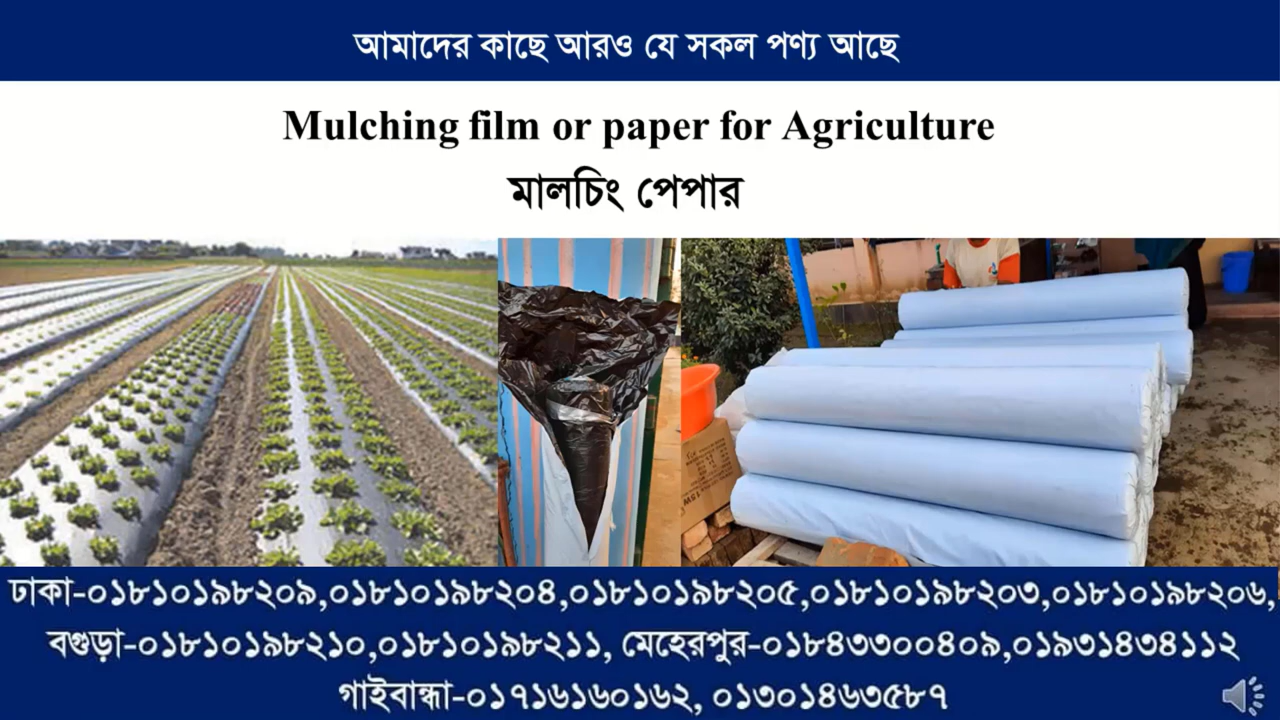 আমাদের কাছে আরও যে সকল পণ্য আছে
Mulching film or paper for Agriculture
মালচিং পেপার
ঢাকা-০১৮১০১৯৮২০৯,০১৮১০১৯৮২০৪,০১৮১০১৯৮২০৫,০১৮১০১৯৮২০৩,০১৮১০১৯৮২০৬,
বগুড়া-০১৮১০১৯৮২১০,০১৮১০১৯৮২১১, মেহেরপুর-০১৮৪৩৩০০৪০৯,০১৯৩১৪৩৪১১২
গাইবান্ধা-০১৭১৬১৬০১৬২, ০১৩০১৪৬৩৫৮৭